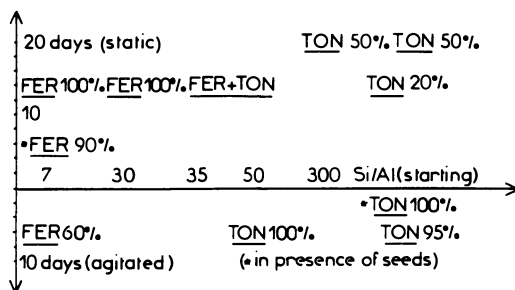 20 days (static) TON 50% TON 50%
FER 100% FER 100% FER+TON TON 20%
10
*FER 90%
7 30 35 50 300 Si/Al (starting)
*TON 100%
FER 60% TON 100% TON 95%
10 days (agitated) (* in presence of seeds)